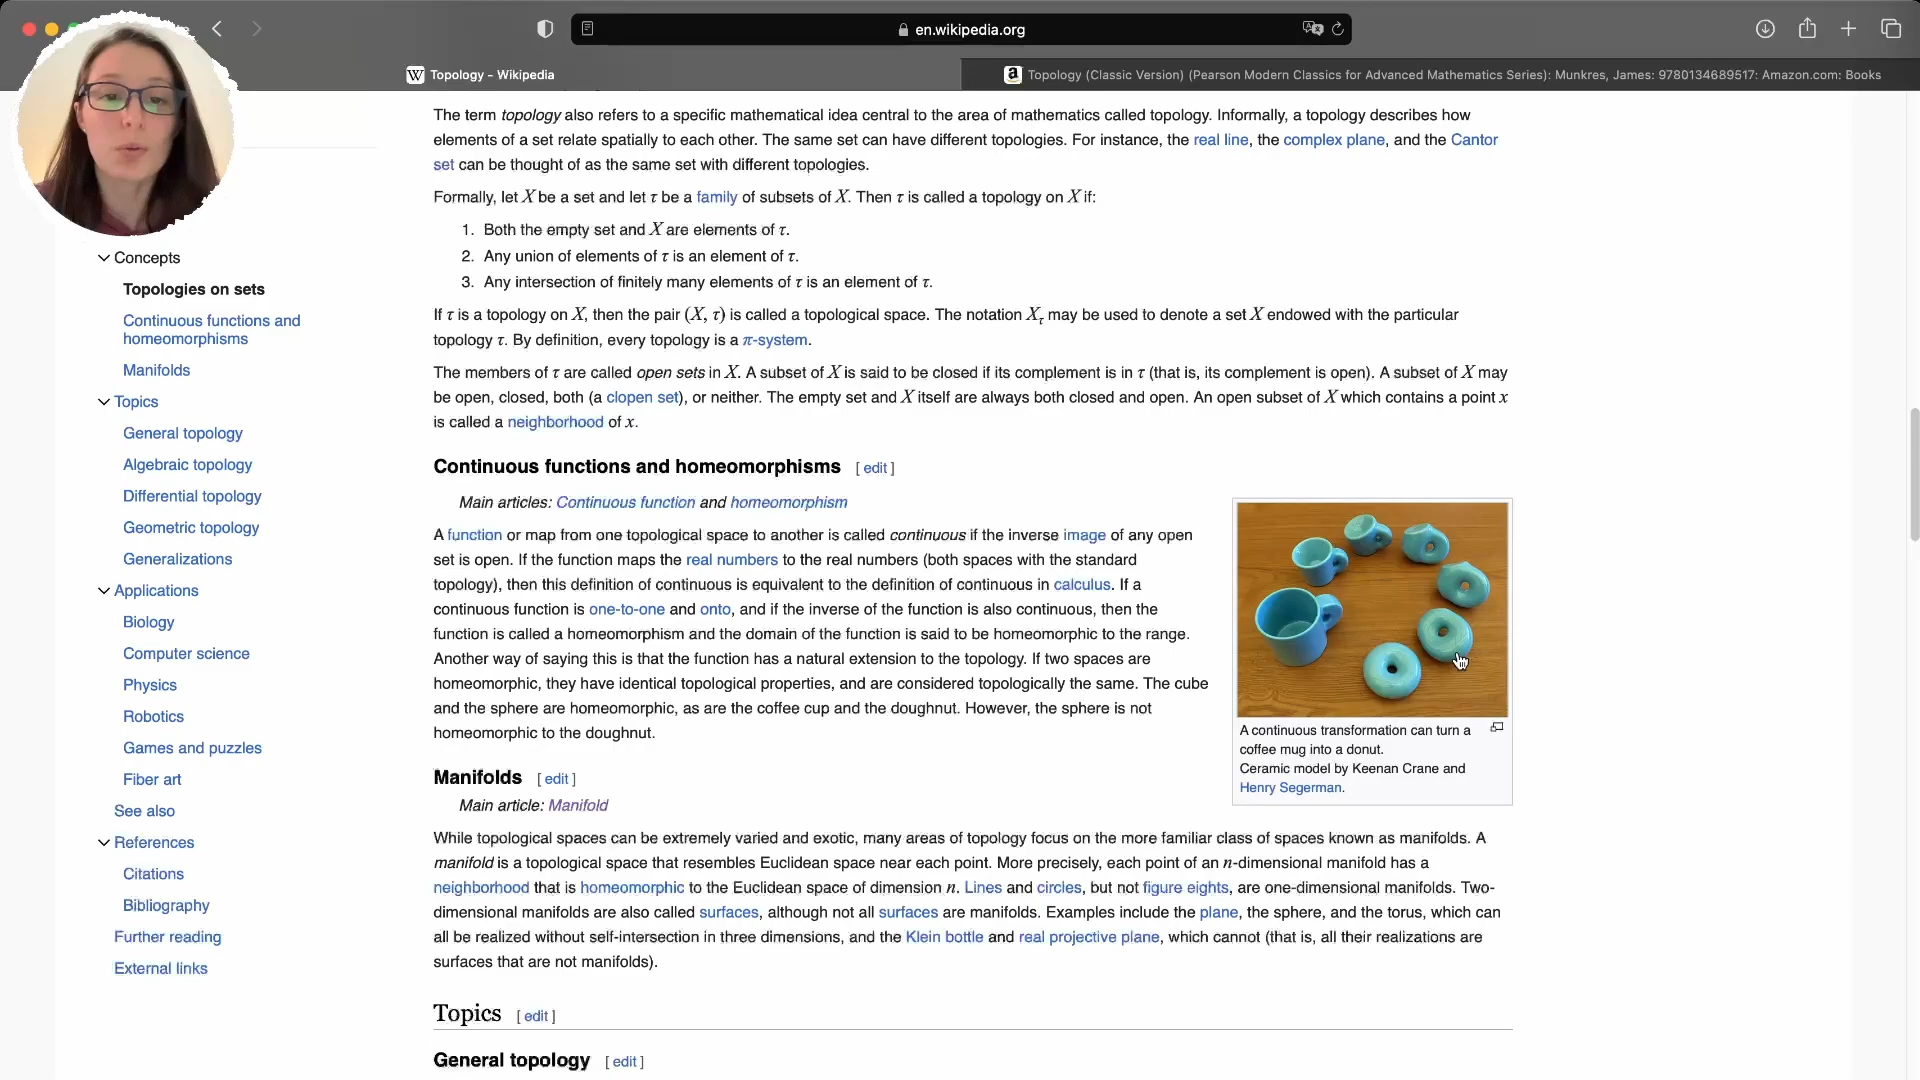 en.wikipedia.org
Topology – Wikipedia
Topology (Classic Version) (Pearson Modern Classics for Advanced Mathematics Series): Munkres, James: 9780134689517: Amazon.com: Books
Concepts
Topologies on sets
Continuous functions and
homeomorphisms
Manifolds
Topics
General topology
Algebraic topology
Differential topology
Geometric topology
Generalizations
Applications
Biology
Computer science
Physics
Robotics
Games and puzzles
Fiber art
See also
References
Citations
Bibliography
Further reading
External links
The term topology also refers to a specific mathematical idea central to the area of mathematics called topology. Informally, a topology describes how
elements of a set relate spatially to each other. The same set can have different topologies. For instance, the real line, the complex plane, and the Cantor
set can be thought of as the same set with different topologies.
Formally, let X be a set and let τ be a family of subsets of X. Then τ is called a topology on X if:
1. Both the empty set and X are elements of τ.
2. Any union of elements of τ is an element of τ.
3. Any intersection of finitely many elements of τ is an element of τ.
If τ is a topology on X, then the pair (X, τ) is called a topological space. The notation Xτ may be used to denote a set X endowed with the particular
topology τ. By definition, every topology is a π-system.
The members of τ are called open sets in X. A subset of X is said to be closed if its complement is in τ (that is, its complement is open). A subset of X may
be open, closed, both (a clopen set), or neither. The empty set and X itself are always both closed and open. An open subset of X which contains a point x
is called a neighborhood of x.
Continuous functions and homeomorphisms [ edit ]
Main articles: Continuous function and homeomorphism
A function or map from one topological space to another is called continuous if the inverse image of any open
set is open. If the function maps the real numbers to the real numbers (both spaces with the standard
topology), then this definition of continuous is equivalent to the definition of continuous in calculus. If a
continuous function is one-to-one and onto, and if the inverse of the function is also continuous, then the
function is called a homeomorphism and the domain of the function is said to be homeomorphic to the range.
Another way of saying this is that the function has a natural extension to the topology. If two spaces are
homeomorphic, they have identical topological properties, and are considered topologically the same. The cube
and the sphere are homeomorphic, as are the coffee cup and the doughnut. However, the sphere is not
homeomorphic to the doughnut.
A continuous transformation can turn a
coffee mug into a donut.
Ceramic model by Keenan Crane and
Henry Segerman.
Manifolds [ edit ]
Main article: Manifold
While topological spaces can be extremely varied and exotic, many areas of topology focus on the more familiar class of spaces known as manifolds. A
manifold is a topological space that resembles Euclidean space near each point. More precisely, each point of an n-dimensional manifold has a
neighborhood that is homeomorphic to the Euclidean space of dimension n. Lines and circles, but not figure eights, are one-dimensional manifolds. Two-
dimensional manifolds are also called surfaces, although not all surfaces are manifolds. Examples include the plane, the sphere, and the torus, which can
all be realized without self-intersection in three dimensions, and the Klein bottle and real projective plane, which cannot (that is, all their realizations are
surfaces that are not manifolds).
Topics [ edit ]
General topology [ edit ]